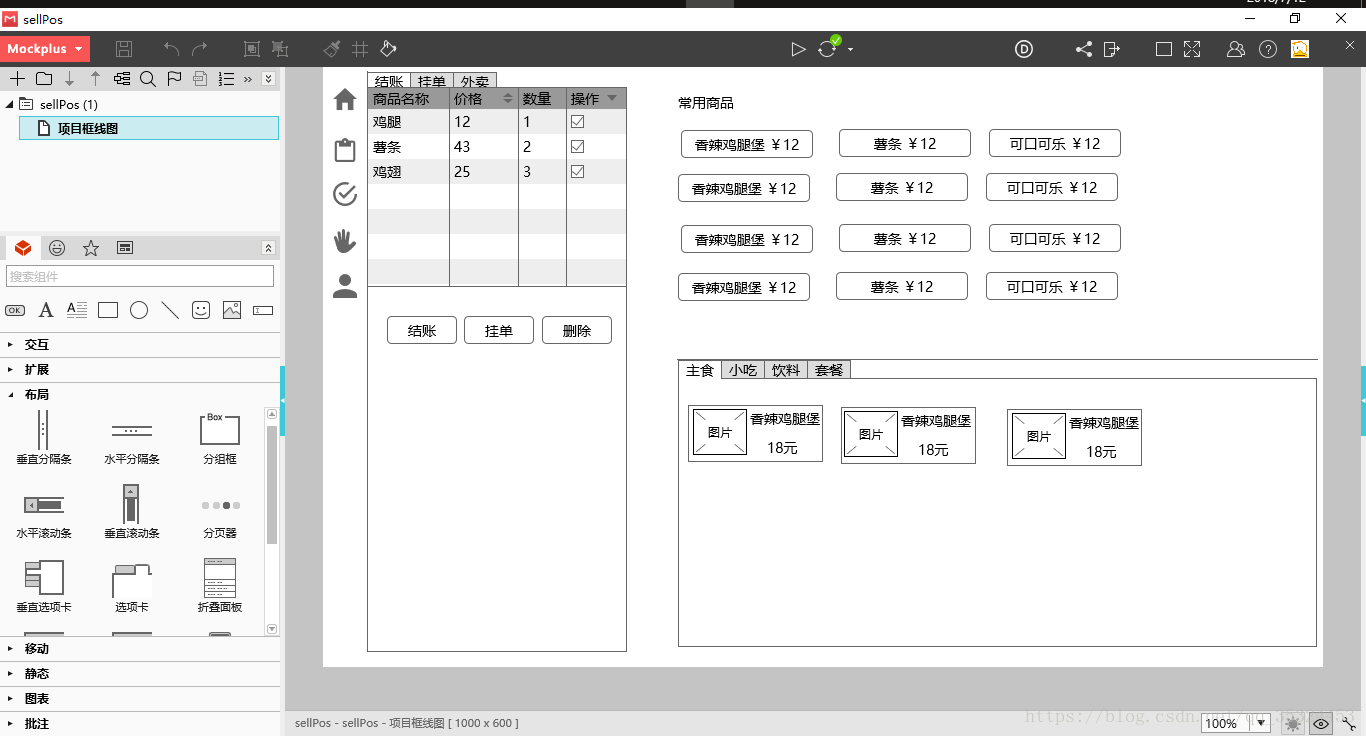 sellPos
Mockplus
sellPos (1)
项目框线图
搜索组件
OK
交互
扩展
布局
Box
垂直分隔条 水平分隔条 分组框
水平滚动条 垂直滚动条 分页器
垂直选项卡 选项卡 折叠面板
移动
静态
图表
批注
结账 挂单 外卖
商品名称 价格 数量 操作
鸡腿 12 1
薯条 43 2
鸡翅 25 3
结账 挂单 删除
常用商品
香辣鸡腿堡 ¥12 薯条 ¥12 可口可乐 ¥12
香辣鸡腿堡 ¥12 薯条 ¥12 可口可乐 ¥12
香辣鸡腿堡 ¥12 薯条 ¥12 可口可乐 ¥12
香辣鸡腿堡 ¥12 薯条 ¥12 可口可乐 ¥12
主食 小吃 饮料 套餐
图片 香辣鸡腿堡 图片 香辣鸡腿堡 图片 香辣鸡腿堡
18元 18元 18元
sellPos - sellPos - 项目框线图 [ 1000 x 600 ]
100%